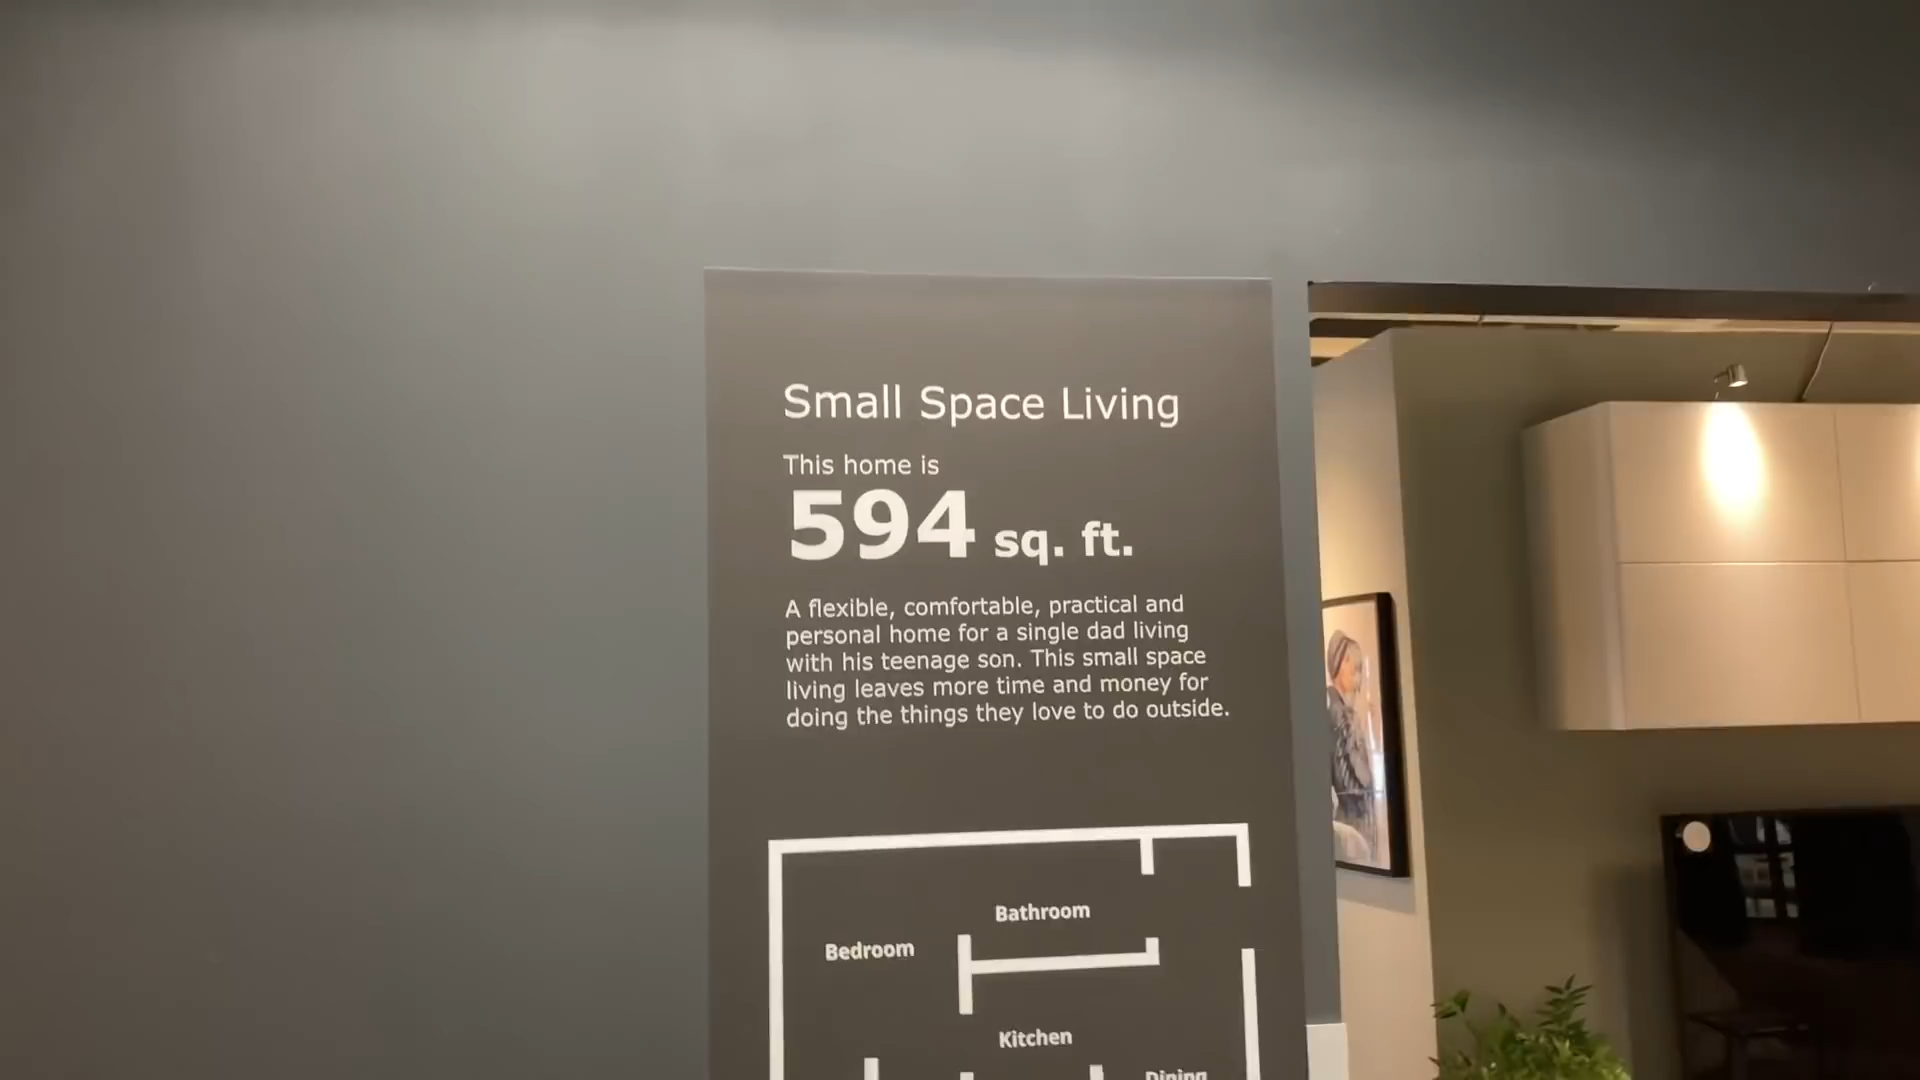 Small Space Living
This home is
594 sq. ft.
A flexible, comfortable, practical and
personal home for a single dad living
with his teenage son. This small space
living leaves more time and money for
doing the things they love to do outside.
Bathroom
Bedroom
Kitchen
Dining